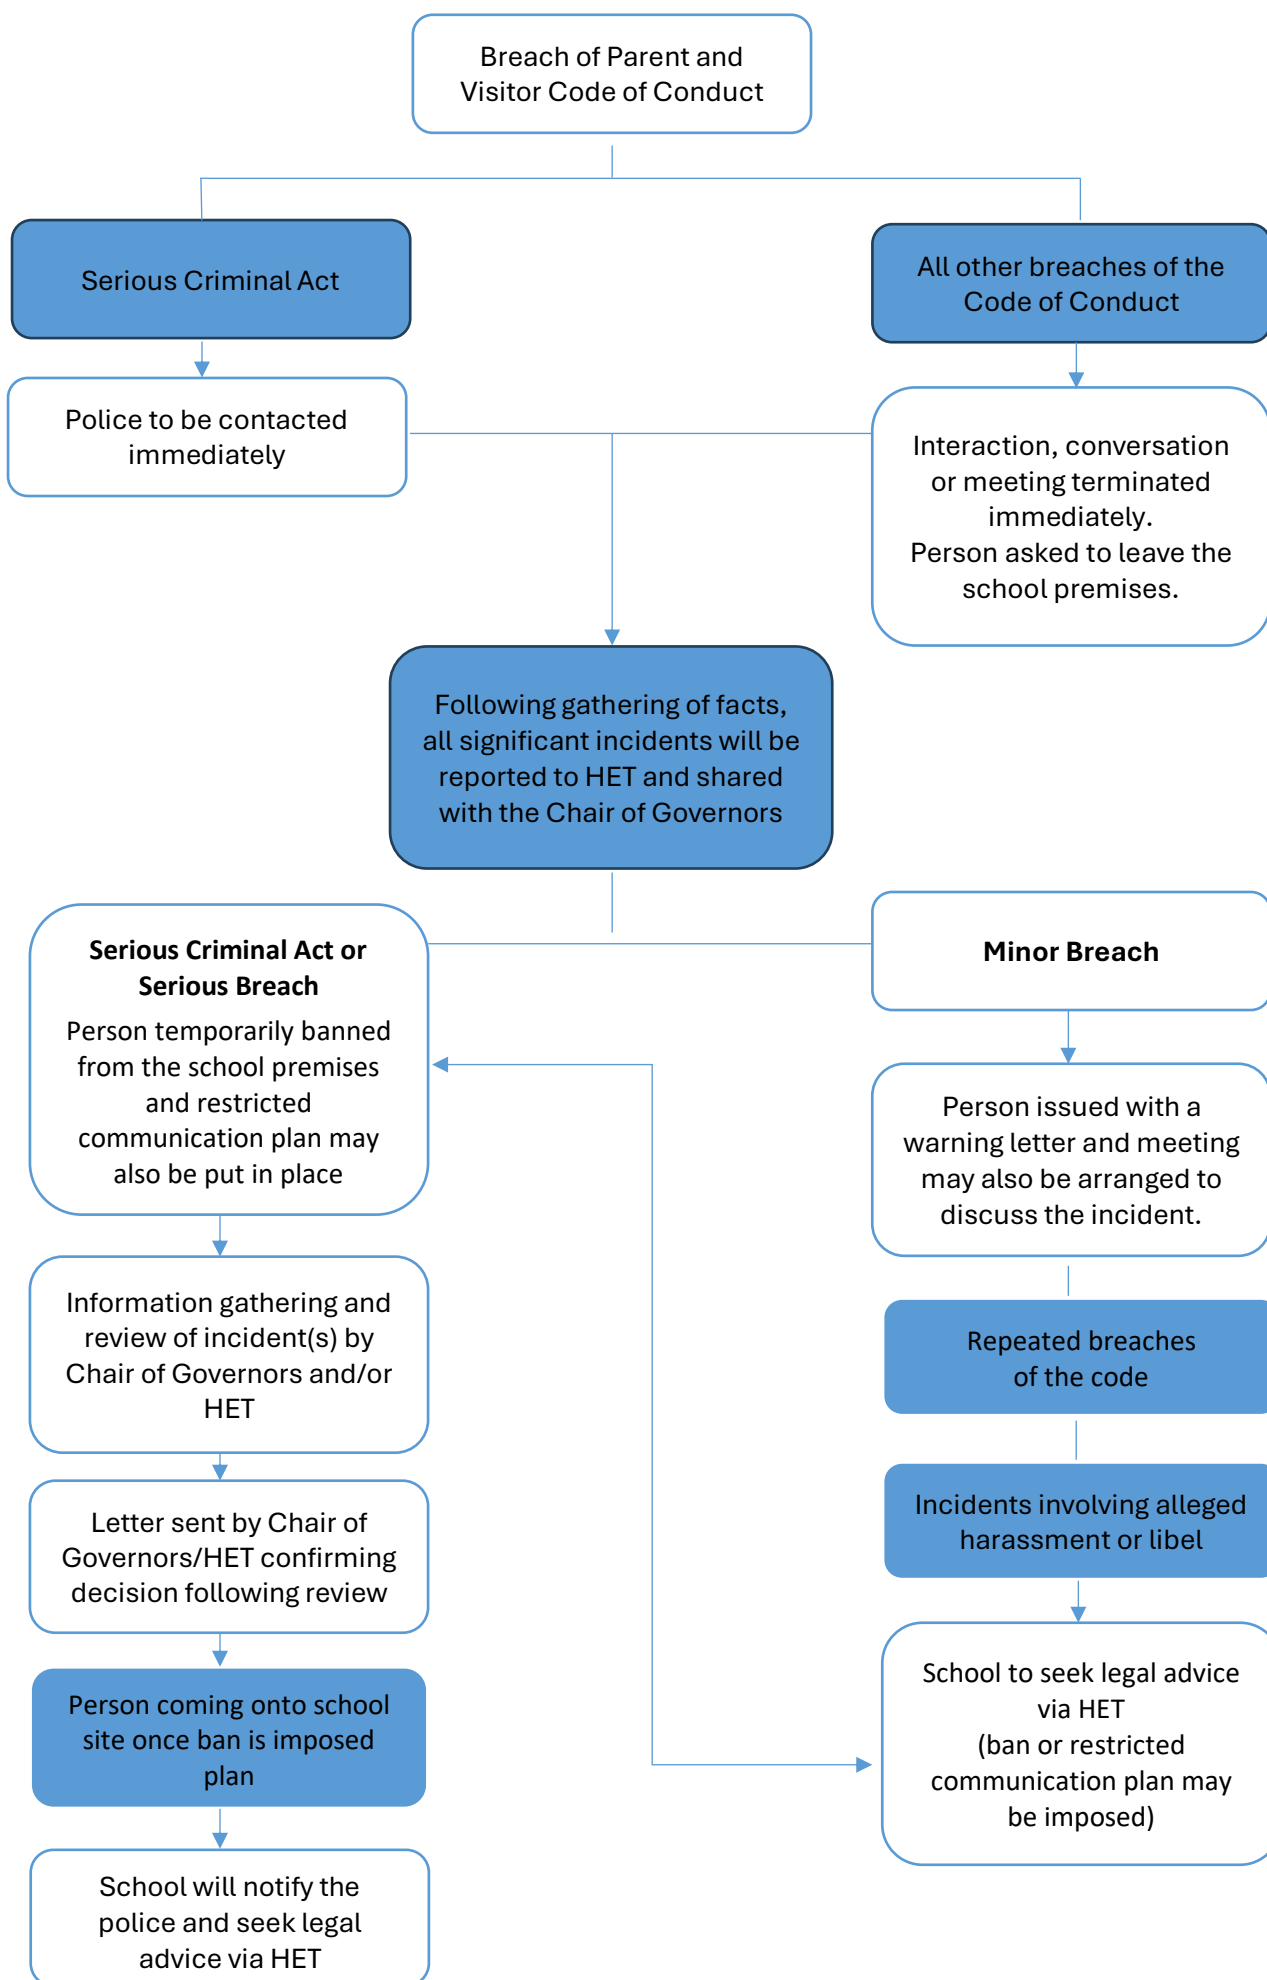 Breach of Parent and
Visitor Code of Conduct
Serious Criminal Act
All other breaches of the
Code of Conduct
Police to be contacted
immediately
Interaction, conversation
or meeting terminated
immediately.
Person asked to leave the
school premises.
Following gathering of facts,
all significant incidents will be
reported to HET and shared
with the Chair of Governors
Serious Criminal Act or
Serious Breach
Person temporarily banned
from the school premises
and restricted
communication plan may
also be put in place
Minor Breach
Person issued with a
warning letter and meeting
may also be arranged to
discuss the incident.
Information gathering and
review of incident(s) by
Chair of Governors and/or
HET
Repeated breaches
of the code
Letter sent by Chair of
Governors/HET confirming
decision following review
Incidents involving alleged
harassment or libel
Person coming onto school
site once ban is imposed
plan
School to seek legal advice
via HET
(ban or restricted
communication plan may
be imposed)
School will notify the
police and seek legal
advice via HET